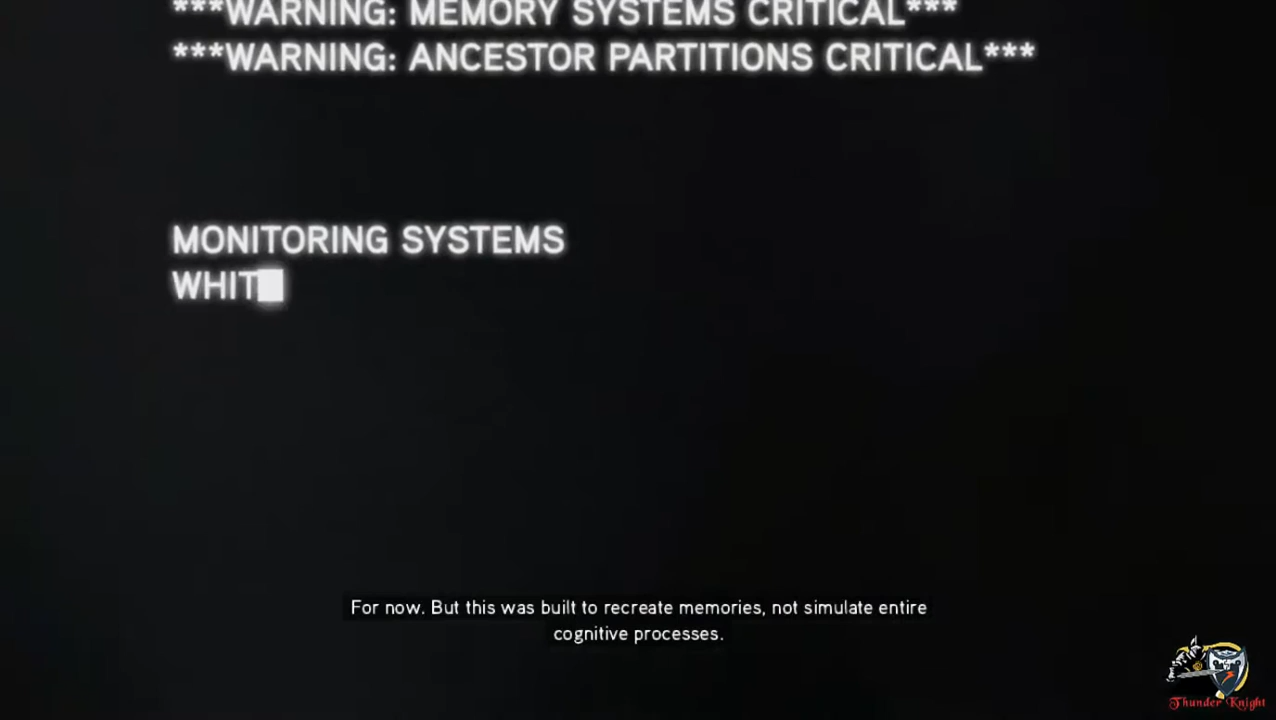 ***WARNING: MEMORY SYSTEMS CRITICAL***
***WARNING: ANCESTOR PARTITIONS CRITICAL***
MONITORING SYSTEMS
WHIT
For now. But this was built to recreate memories, not simulate entire
cognitive processes.
Thunder Knight